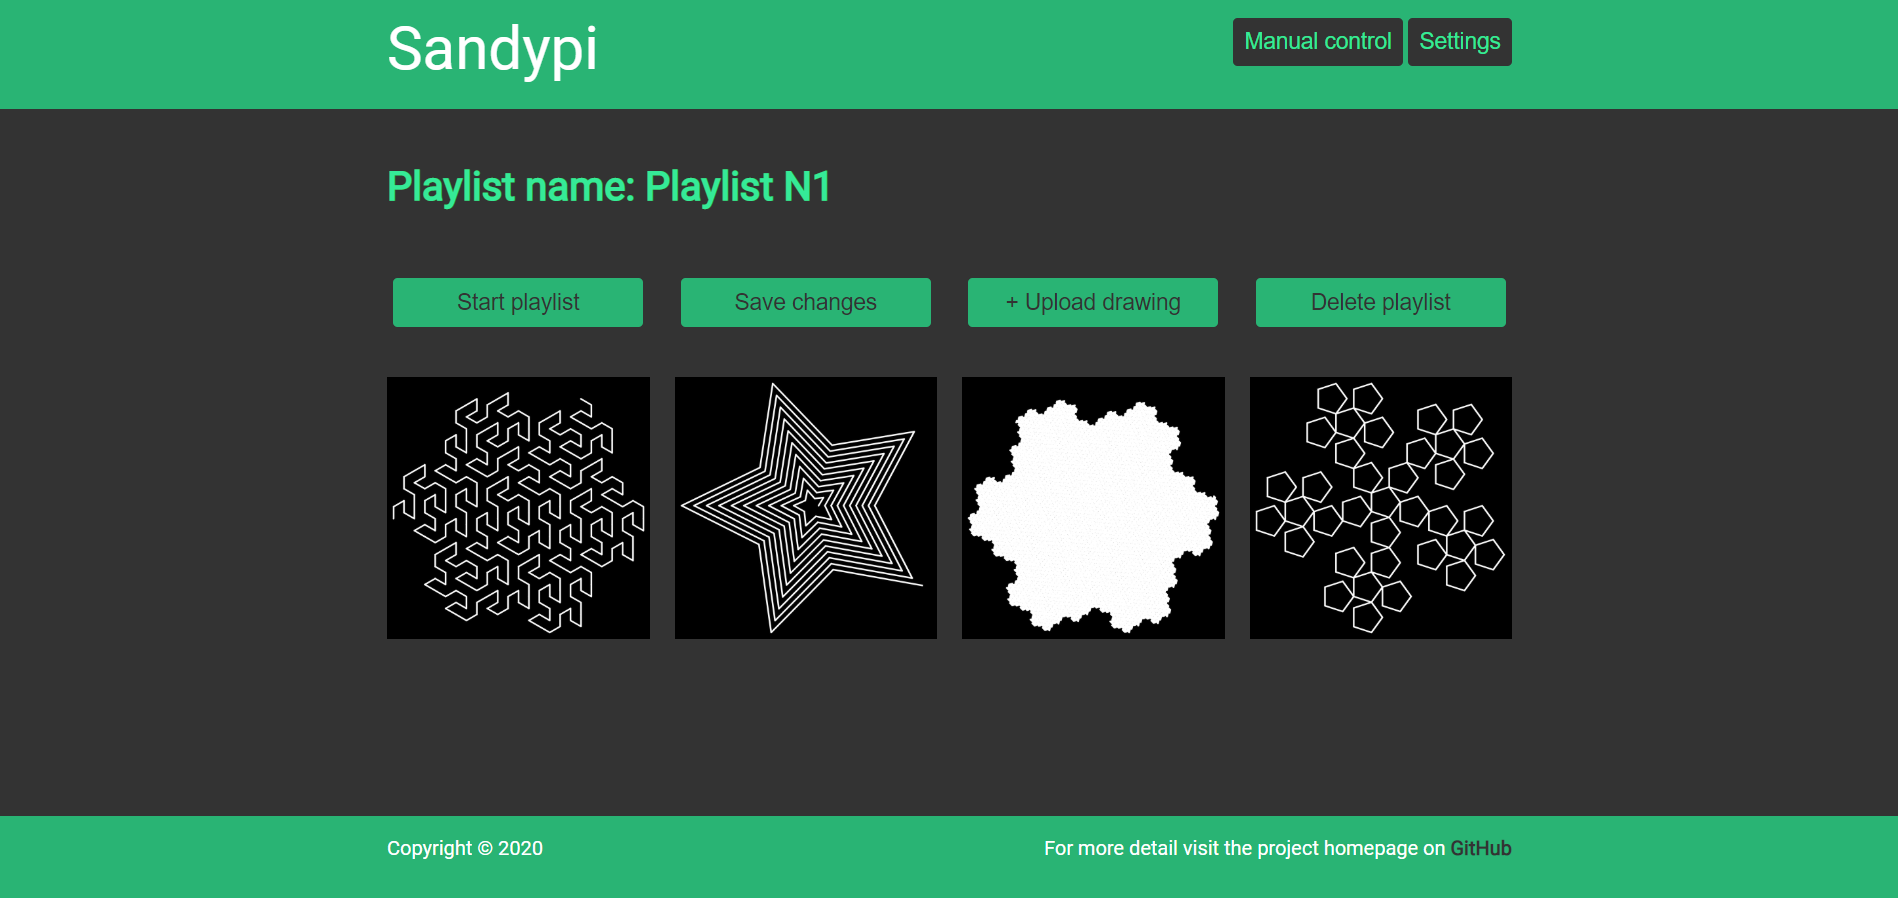 Sandypi
Manual control
Settings
Playlist name: Playlist N1
Start playlist
Save changes
+ Upload drawing
Delete playlist
Copyright © 2020
For more detail visit the project homepage on GitHub